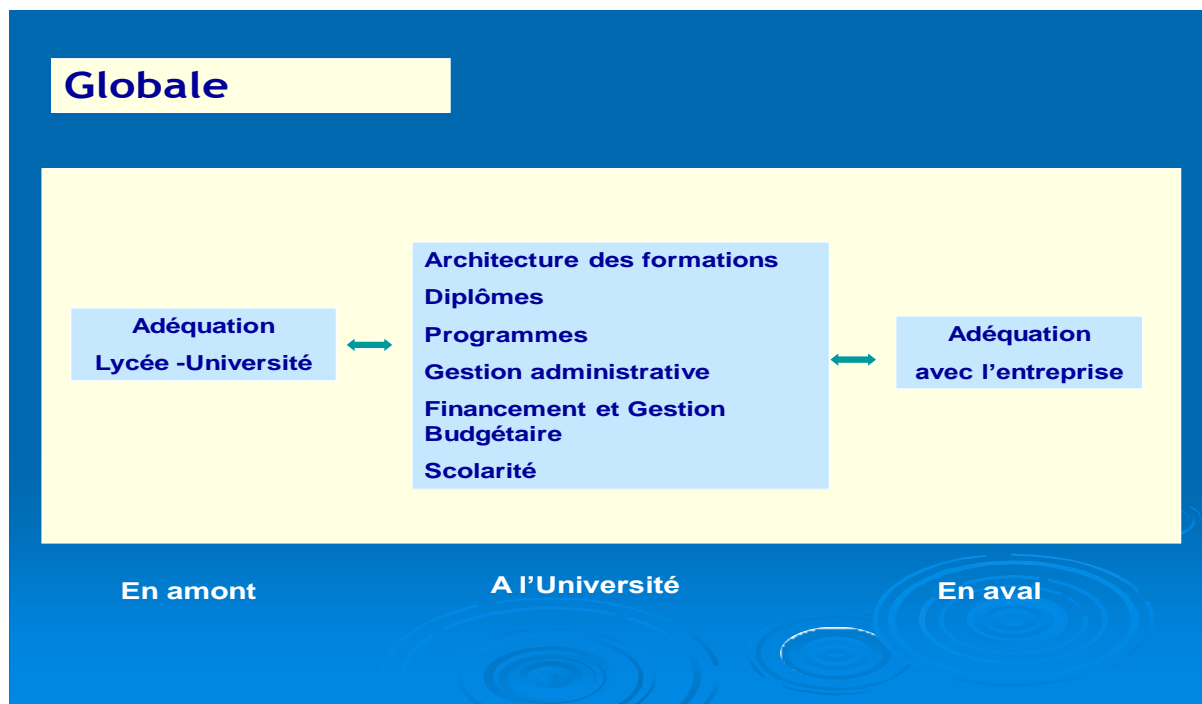 Globale
Adéquation
Lycée -Université
Architecture des formations
Diplômes
Programmes
Gestion administrative
Financement et Gestion
Budgétaire
Scolarité
Adéquation
avec l’entreprise
En amont
A l’Université
En aval